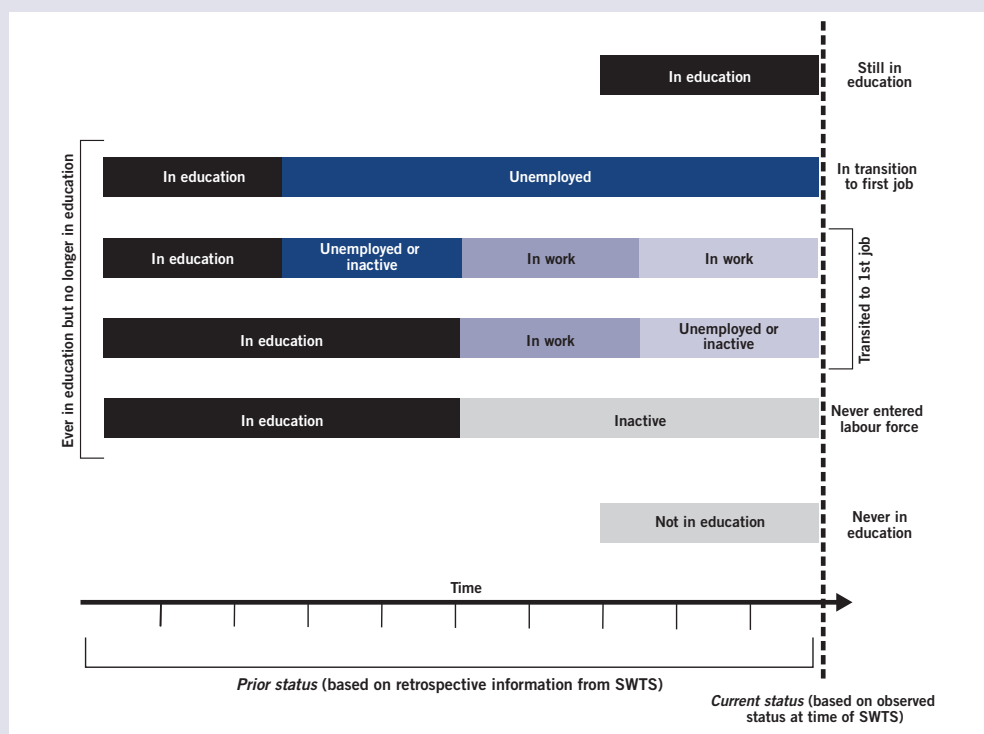 In education
Still in
education
Ever in education but no longer in education
In education
Unemployed
In transition
to first job
In education
Unemployed or
inactive
In work
In work
Transited to 1st job
In education
In work
Unemployed or
inactive
In education
Inactive
Never entered
labour force
Not in education
Never in
education
Time
Prior status (based on retrospective information from SWTS)
Current status (based on observed
status at time of SWTS)